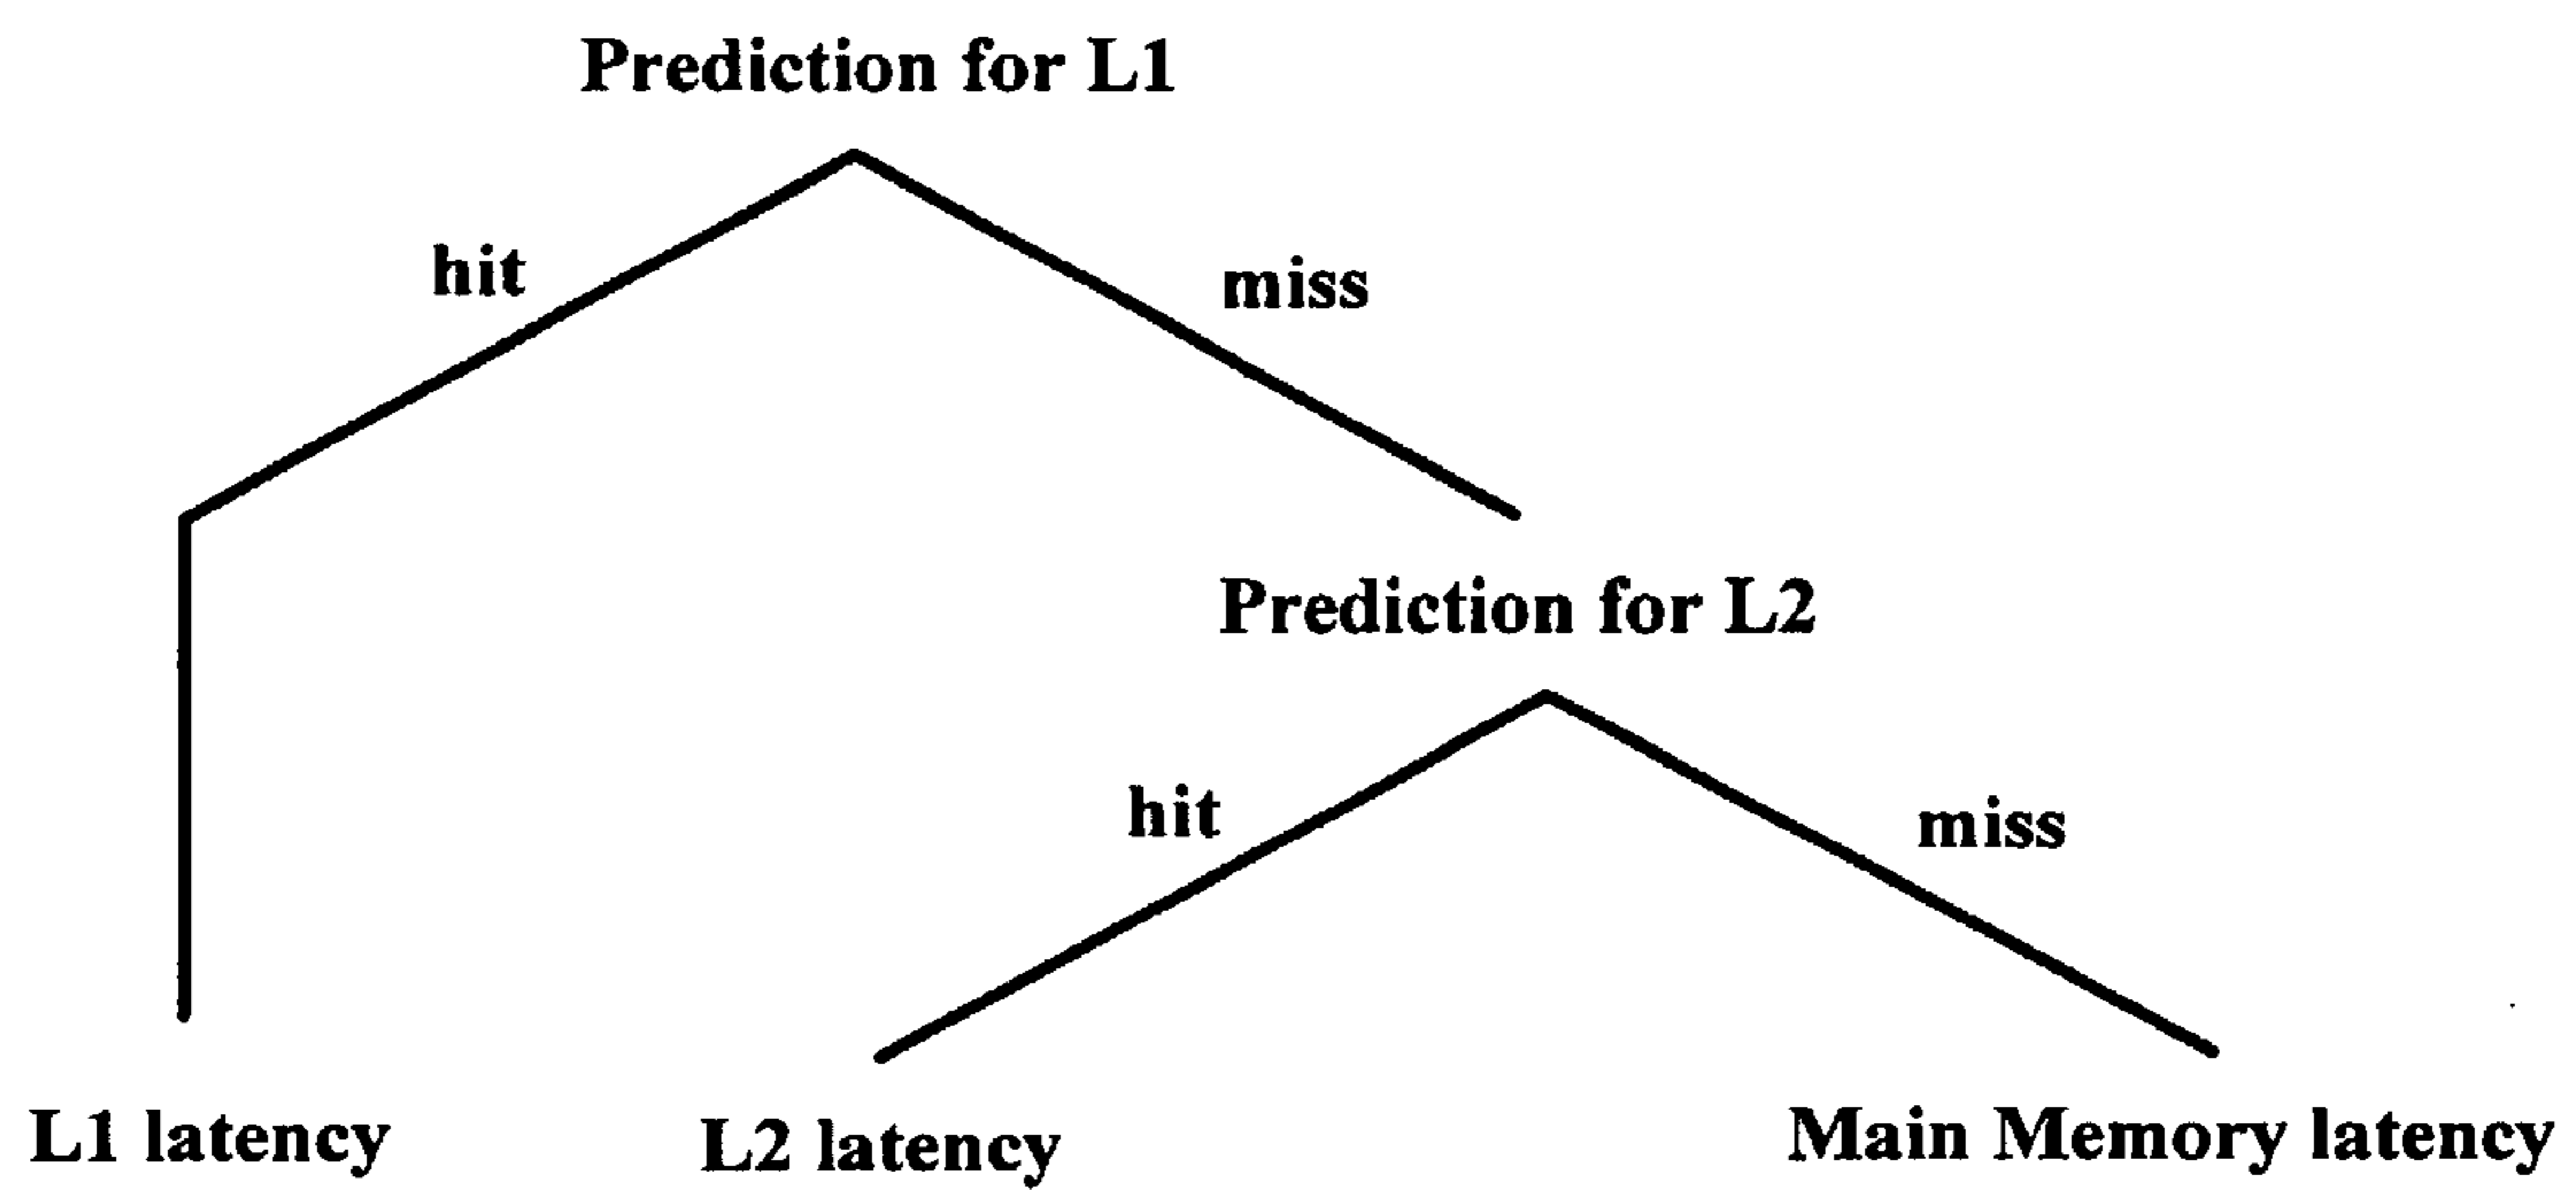 Prediction for L1
hit
miss
Prediction for L2
hit
miss
L1 latency
L2 latency
Main Memory latency